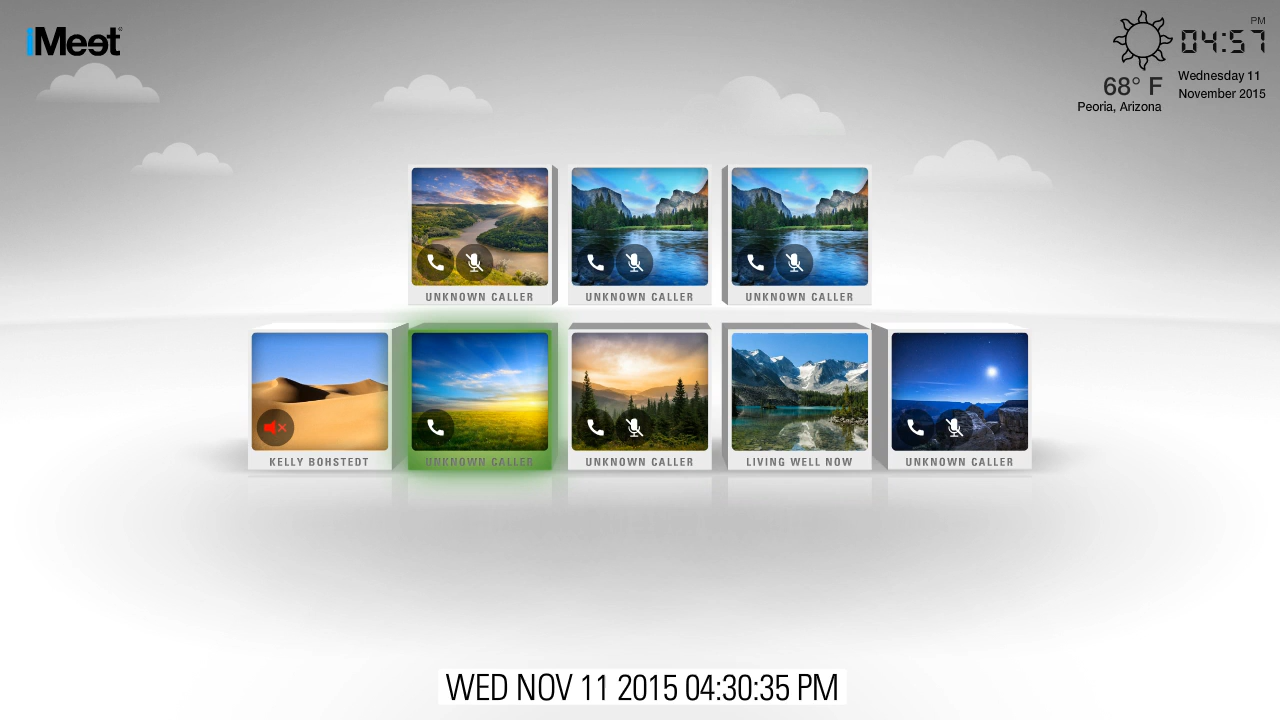 iMeet
PM
04:57
68° F
Wednesday 11
November 2015
Peoria, Arizona
UNKNOWN CALLER
UNKNOWN CALLER
UNKNOWN CALLER
KELLY BOHSTEDT
UNKNOWN CALLER
UNKNOWN CALLER
LIVING WELL NOW
UNKNOWN CALLER
WED NOV 11 2015 04:30:35 PM